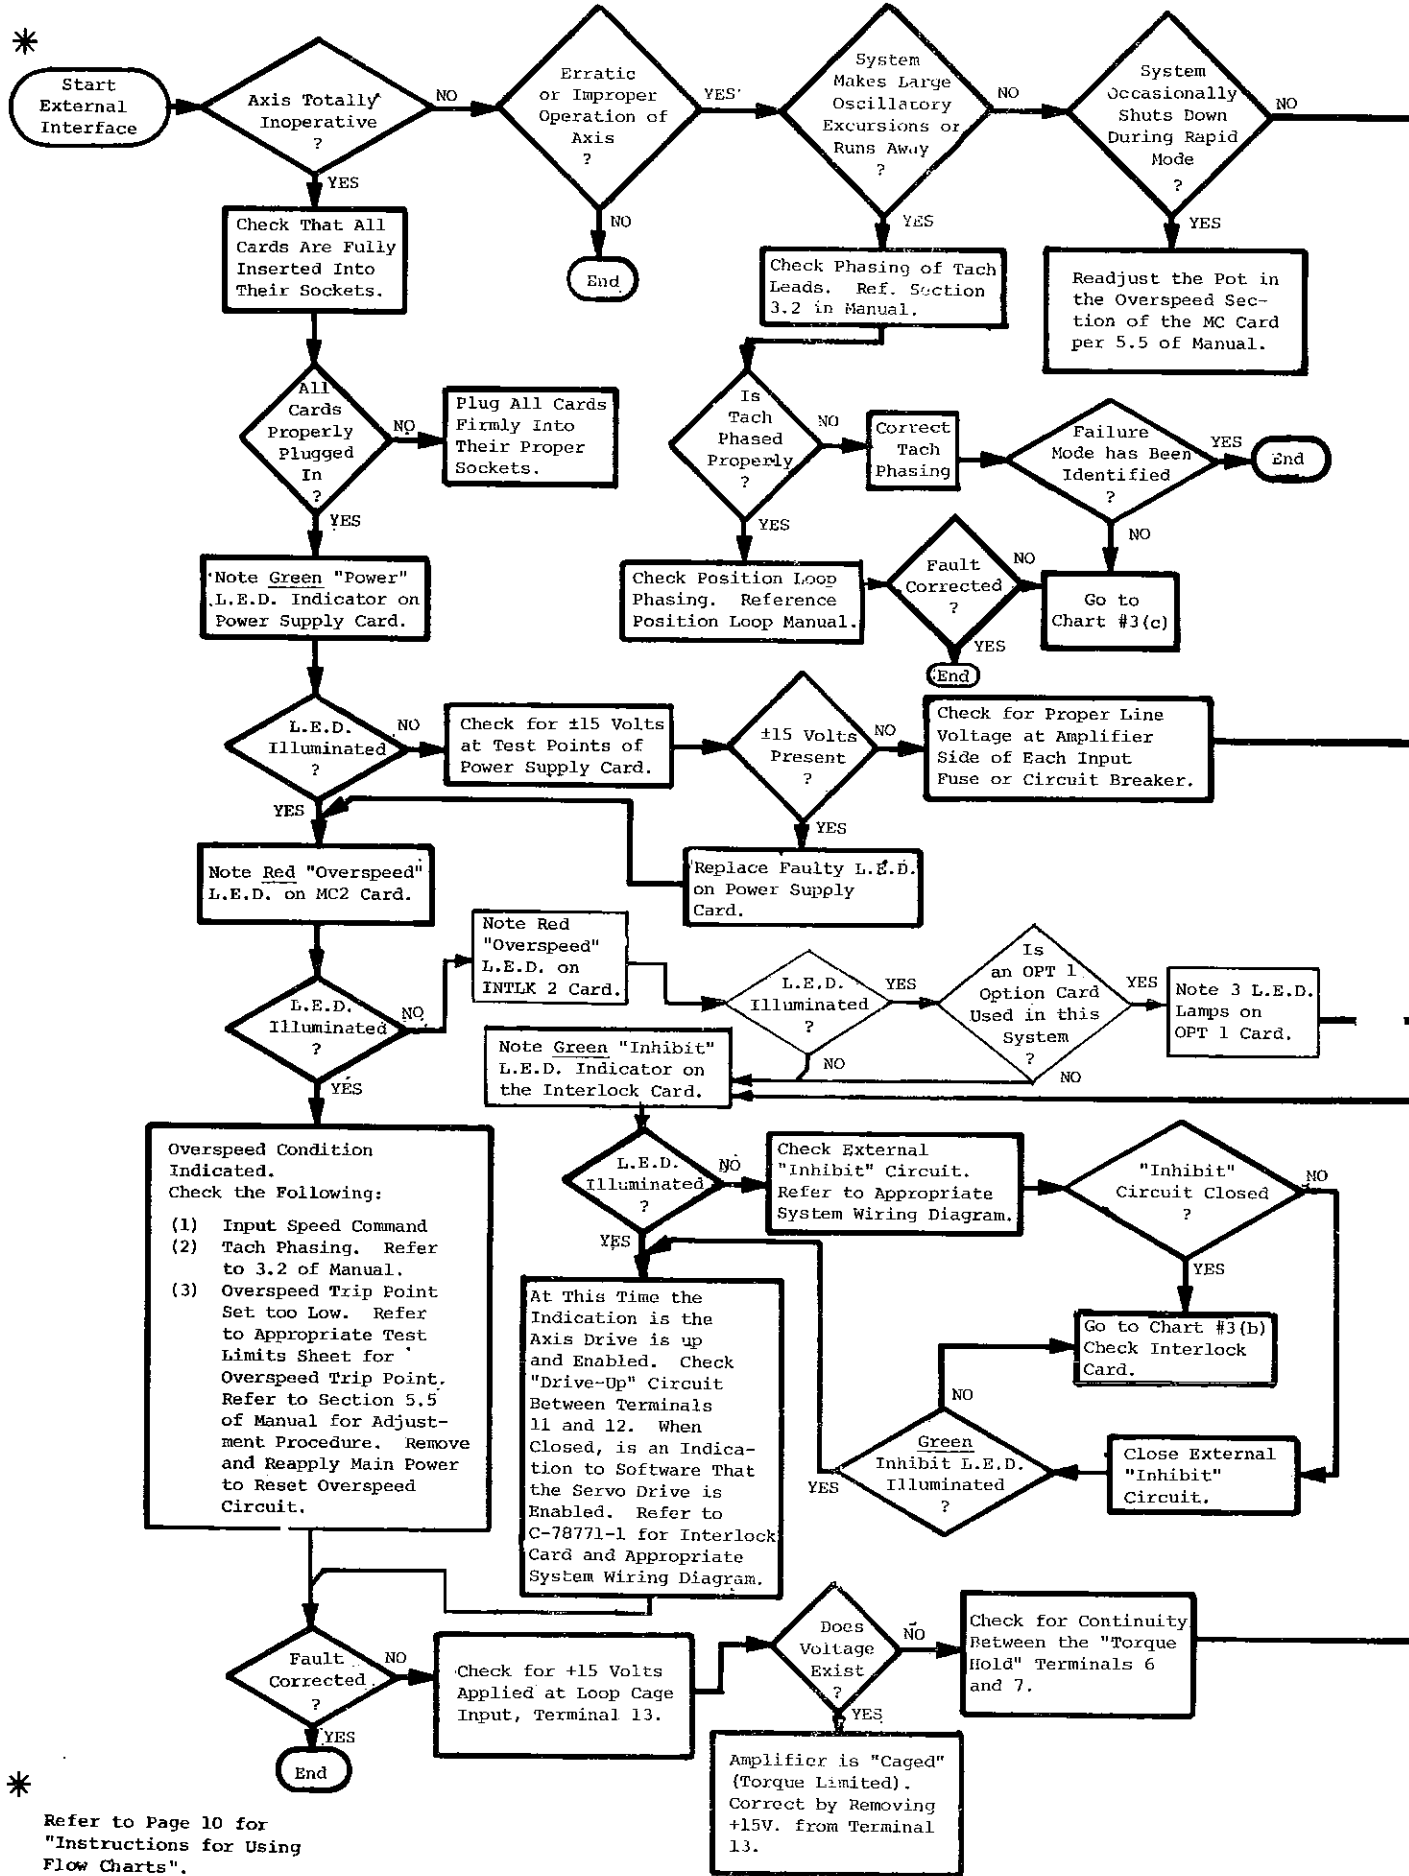 *
Start
External
Interface
Axis Totally
Inoperative
?
NO
YES
Erratic
or Improper
Operation of
Axis
?
YES
NO
End
System
Makes Large
Oscillatory
Excursions or
Runs Away
?
NO
YES
System
Occasionally
Shuts Down
During Rapid
Mode
?
NO
YES
Check That All
Cards Are Fully
Inserted Into
Their Sockets.
Check Phasing of Tach
Leads. Ref. Section
3.2 in Manual.
Readjust the Pot in
the Overspeed Sec-
tion of the MC Card
per 5.5 of Manual.
All
Cards
Properly
Plugged
In
?
NO
YES
Plug All Cards
Firmly Into
Their Proper
Sockets.
Is
Tach
Phased
Properly
?
NO
YES
Correct
Tach
Phasing
Failure
Mode has Been
Identified
?
YES
NO
End
Note Green "Power"
L.E.D. Indicator on
Power Supply Card.
Check Position Loop
Phasing. Reference
Position Loop Manual.
Fault
Corrected
?
NO
YES
End
Go to
Chart #3(c)
L.E.D.
Illuminated
?
NO
YES
Check for ±15 Volts
at Test Points of
Power Supply Card.
±15 Volts
Present
?
NO
YES
Check for Proper Line
Voltage at Amplifier
Side of Each Input
Fuse or Circuit Breaker.
Note Red "Overspeed"
L.E.D. on MC2 Card.
Replace Faulty L.E.D.
on Power Supply
Card.
L.E.D.
Illuminated
?
NO
YES
Note Red
"Overspeed"
L.E.D. on
INTLK 2 Card.
L.E.D.
Illuminated
?
YES
NO
Is
an OPT 1
Option Card
Used in this
System
?
YES
NO
Note 3 L.E.D.
Lamps on
OPT 1 Card.
Note Green "Inhibit"
L.E.D. Indicator on
the Interlock Card.
Overspeed Condition
Indicated.
Check the Following:
(1) Input Speed Command
(2) Tach Phasing. Refer
to 3.2 of Manual.
(3) Overspeed Trip Point
Set too Low. Refer
to Appropriate Test
Limits Sheet for
Overspeed Trip Point.
Refer to Section 5.5
of Manual for Adjust-
ment Procedure. Remove
and Reapply Main Power
to Reset Overspeed
Circuit.
L.E.D.
Illuminated
?
NO
YES
Check External
"Inhibit" Circuit.
Refer to Appropriate
System Wiring Diagram.
"Inhibit"
Circuit Closed
?
NO
YES
At This Time the
Indication is the
Axis Drive is up
and Enabled. Check
"Drive-Up" Circuit
Between Terminals
11 and 12. When
Closed, is an Indica-
tion to Software That
the Servo Drive is
Enabled. Refer to
C-78771-1 for Interlock
Card and Appropriate
System Wiring Diagram.
Go to Chart #3(b)
Check Interlock
Card.
NO
Green
Inhibit L.E.D.
Illuminated
?
YES
Close External
"Inhibit"
Circuit.
Fault
Corrected
?
NO
YES
End
Check for +15 Volts
Applied at Loop Cage
Input, Terminal 13.
Does
Voltage
Exist
?
NO
YES
Check for Continuity
Between the "Torque
Hold" Terminals 6
and 7.
Amplifier is "Caged"
(Torque Limited).
Correct by Removing
+15V. from Terminal
13.
*
Refer to Page 10 for
"Instructions for Using
Flow Charts".